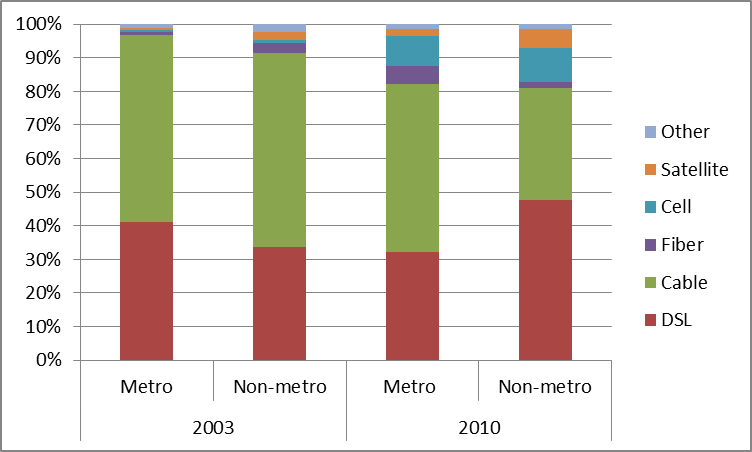 100%
90%
80%
70%
60%
50%
40%
30%
20%
10%
0%
Metro Non-metro Metro Non-metro
2003 2010
Other
Satellite
Cell
Fiber
Cable
DSL